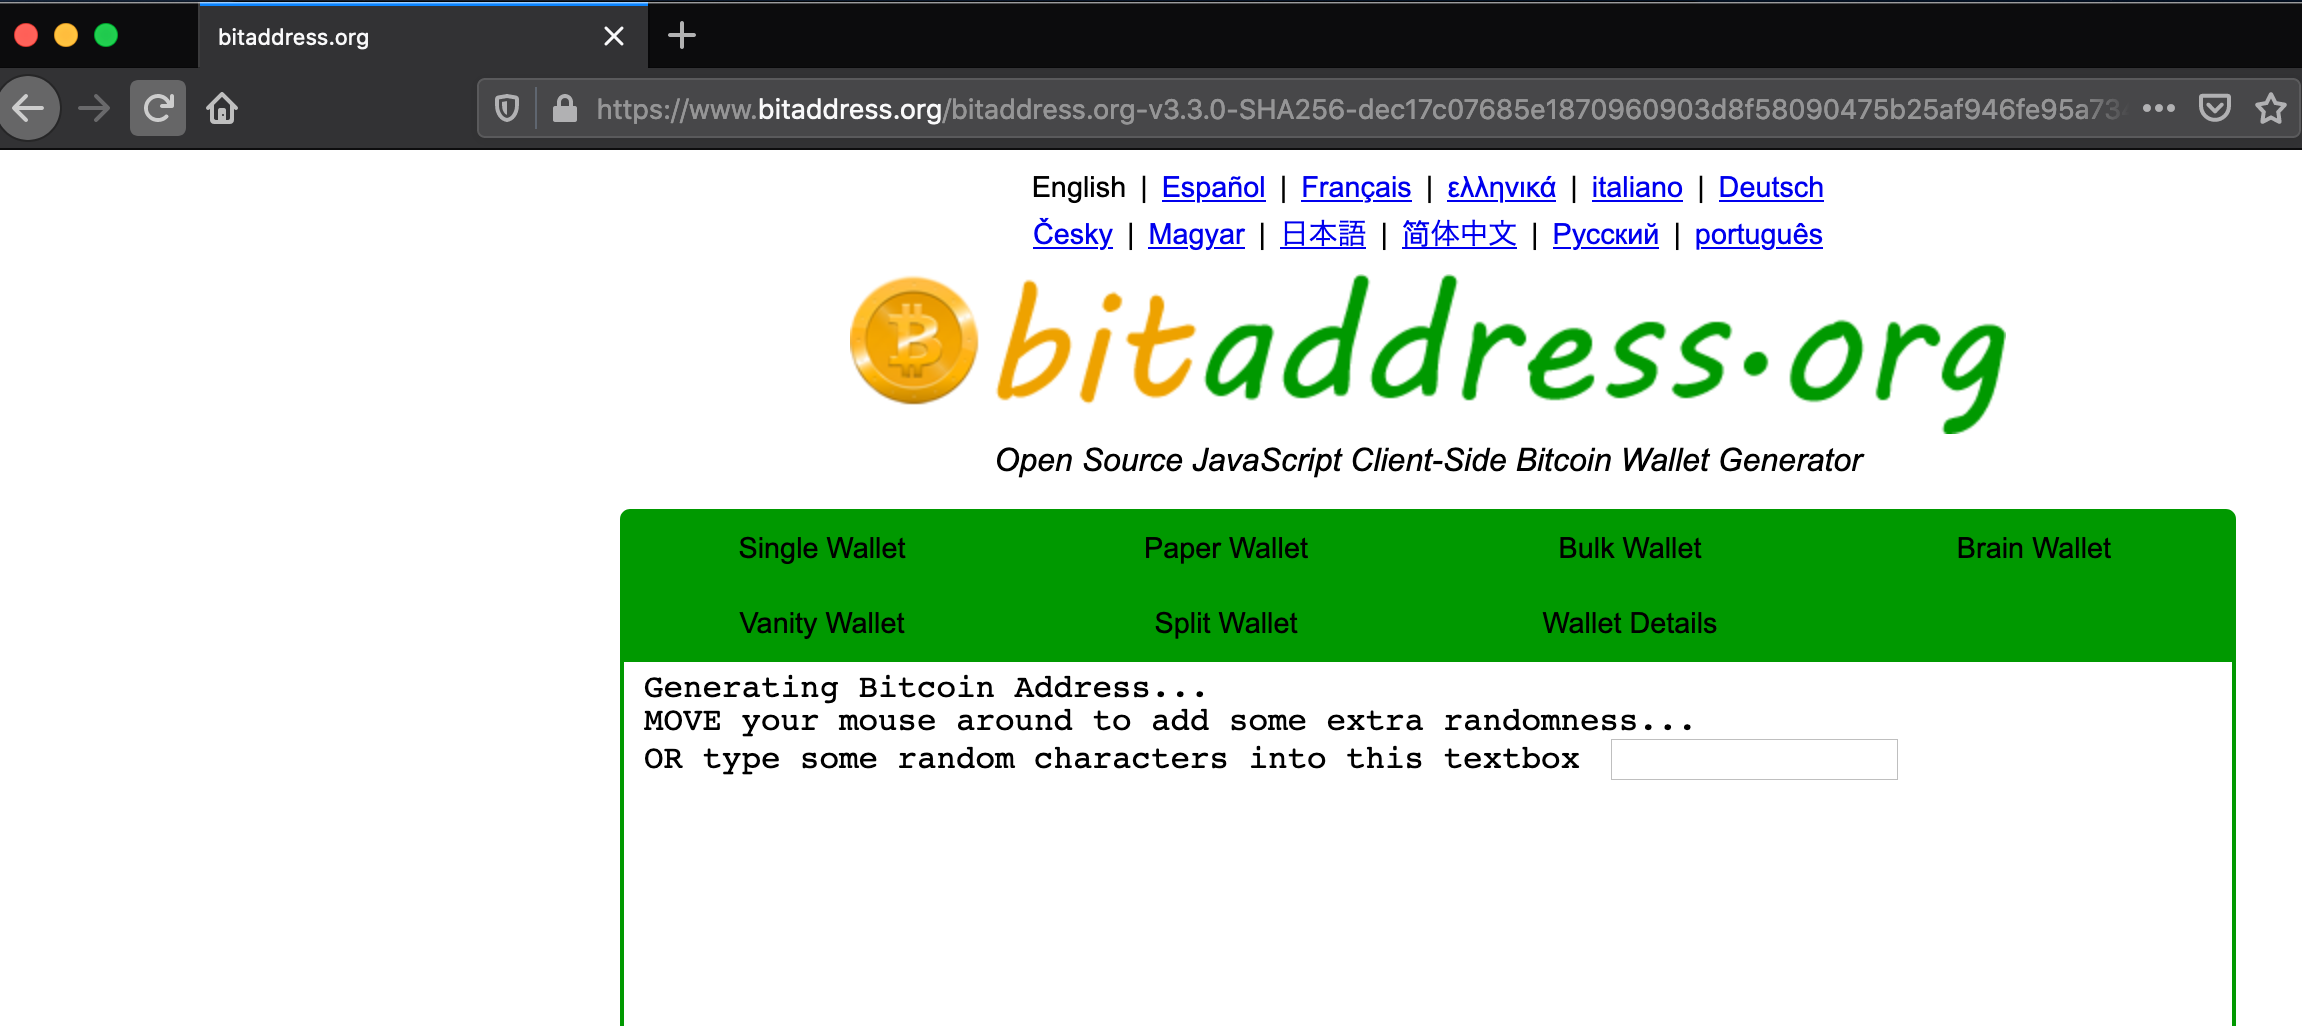 bitaddress.org
https://www.bitaddress.org/bitaddress.org-v3.3.0-SHA256-dec17c07685e1870960903d8f58090475b25af946fe95a734
English | Español | Français | ελληνικά | italiano | Deutsch
Česky | Magyar | 日本語 | 简体中文 | Русский | português
bitaddress.org
Open Source JavaScript Client-Side Bitcoin Wallet Generator
Single Wallet Paper Wallet Bulk Wallet Brain Wallet
Vanity Wallet Split Wallet Wallet Details
Generating Bitcoin Address...
MOVE your mouse around to add some extra randomness...
OR type some random characters into this textbox